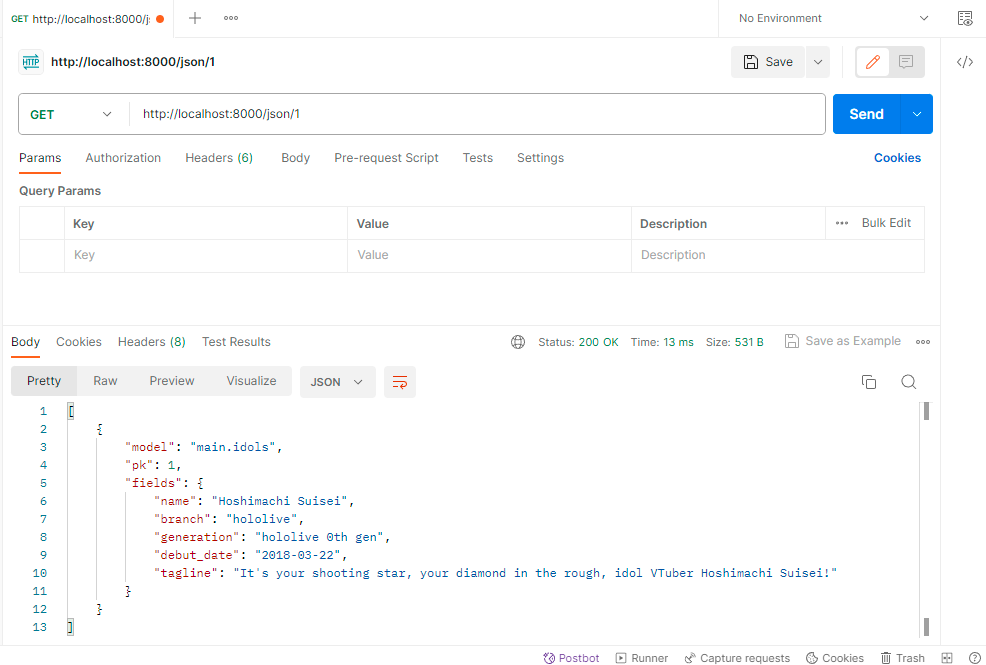 GET http://localhost:8000/js
No Environment
HTTP http://localhost:8000/json/1
Save
GET http://localhost:8000/json/1
Send
Params Authorization Headers (6) Body Pre-request Script Tests Settings Cookies
Query Params
Key Value Description ••• Bulk Edit
Key Value Description
Body Cookies Headers (8) Test Results Status: 200 OK Time: 13 ms Size: 531 B Save as Example
Pretty Raw Preview Visualize JSON
1 [
2 {
3 "model": "main.idols",
4 "pk": 1,
5 "fields": {
6 "name": "Hoshimachi Suisei",
7 "branch": "hololive",
8 "generation": "hololive 0th gen",
9 "debut_date": "2018-03-22",
10 "tagline": "It's your shooting star, your diamond in the rough, idol VTuber Hoshimachi Suisei!"
11 }
12 }
13 ]
Postbot Runner Capture requests Cookies Trash